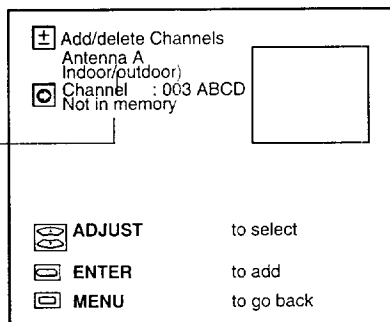 ± Add/delete Channels
Antenna A
Indoor/outdoor)
Channel : 003 ABCD
Not in memory
ADJUST to select
ENTER to add
MENU to go back